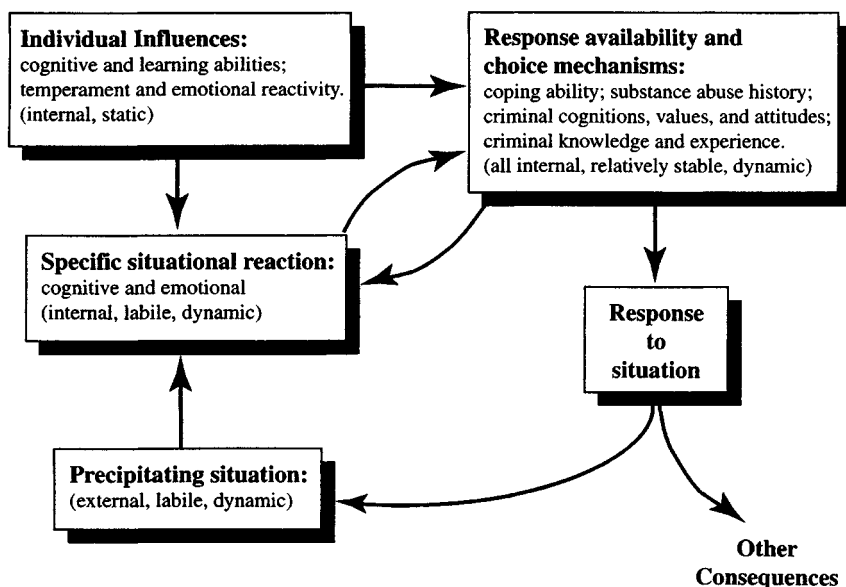 Individual Influences:
cognitive and learning abilities;
temperament and emotional reactivity.
(internal, static)
Response availability and
choice mechanisms:
coping ability; substance abuse history;
criminal cognitions, values, and attitudes;
criminal knowledge and experience.
(all internal, relatively stable, dynamic)
Specific situational reaction:
cognitive and emotional
(internal, labile, dynamic)
Response
to
situation
Precipitating situation:
(external, labile, dynamic)
Other
Consequences